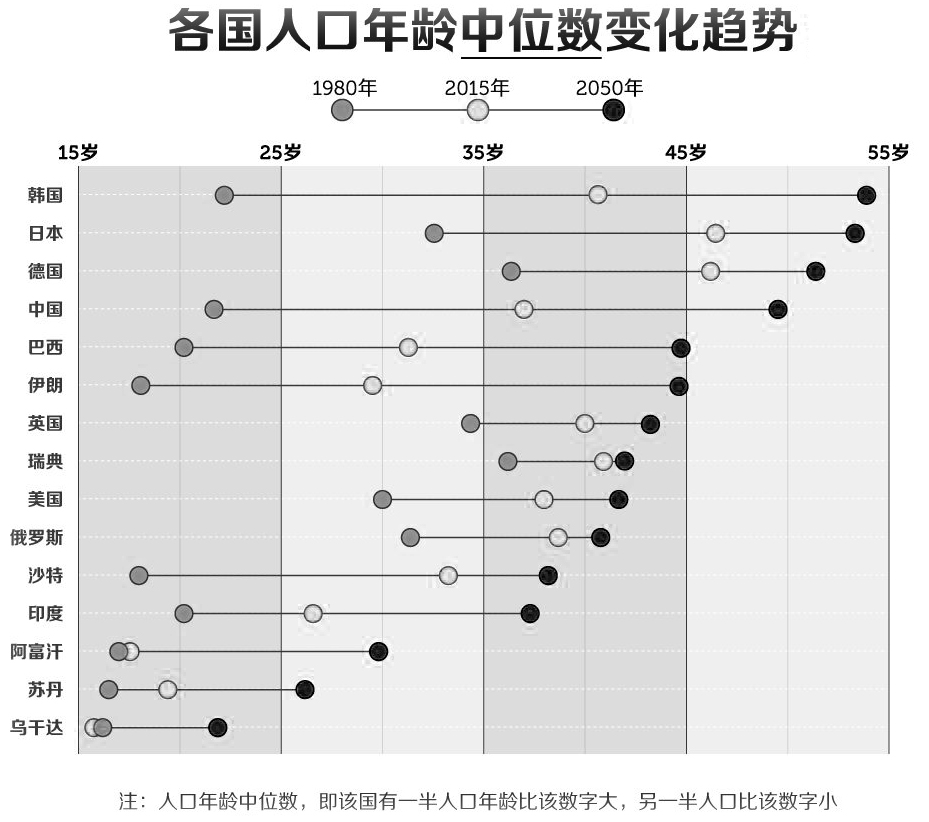 各国人口年龄中位数变化趋势
1980年 2015年 2050年
15岁 25岁 35岁 45岁 55岁
韩国
日本
德国
中国
巴西
伊朗
英国
瑞典
美国
俄罗斯
沙特
印度
阿富汗
苏丹
乌干达
注：人口年龄中位数，即该国有一半人口年龄比该数字大，另一半人口比该数字小